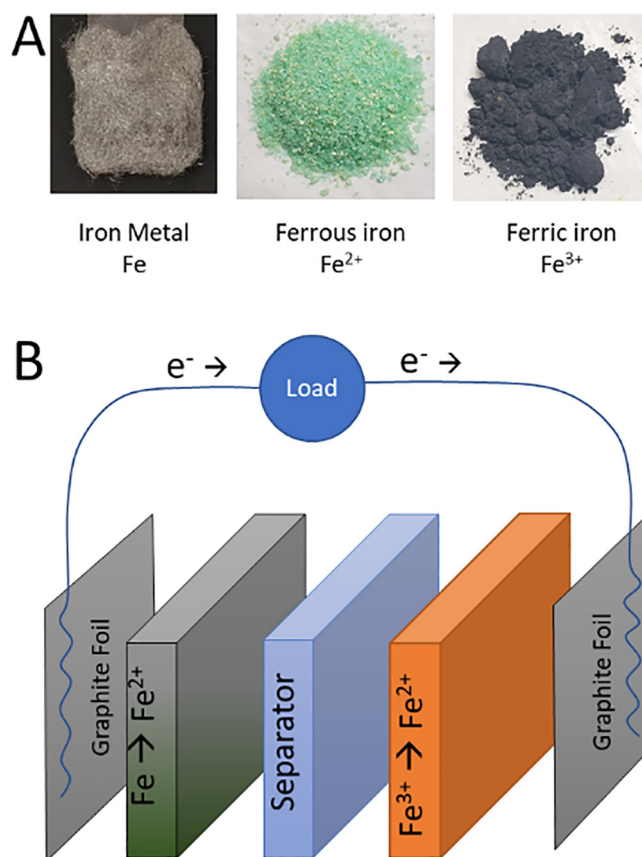 A
Iron Metal
Fe
Ferrous iron
Fe²⁺
Ferric iron
Fe³⁺
B
e⁻ →
Load
e⁻ →
Graphite Foil
Fe → Fe²⁺
Separator
Fe³⁺ → Fe²⁺
Graphite Foil